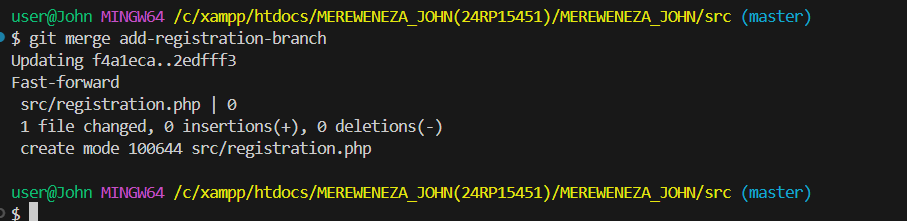 user@John MINGW64 /c/xampp/htdocs/MEREWENEZA_JOHN(24RP15451)/MEREWENEZA_JOHN/src (master)
$ git merge add-registration-branch
Updating f4a1eca..2edfff3
Fast-forward
 src/registration.php | 0
 1 file changed, 0 insertions(+), 0 deletions(-)
 create mode 100644 src/registration.php
user@John MINGW64 /c/xampp/htdocs/MEREWENEZA_JOHN(24RP15451)/MEREWENEZA_JOHN/src (master)
$